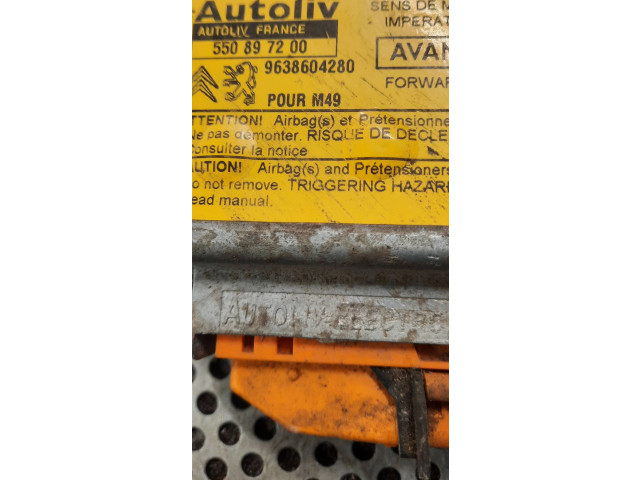 Autoliv
AUTOLIV FRANCE
550 89 72 00
9638604280
POUR M49
SENS DE M
IMPERAT
AVAN
FORWAR
ATTENTION! Airbag(s) et Prétensionne
Ne pas démonter. RISQUE DE DECLE
Consulter la notice
CAUTION! Airbag(s) and Prétensioners
Do not remove. TRIGGERING HAZAR
ead manual.
AUTOLIV-ELECTR